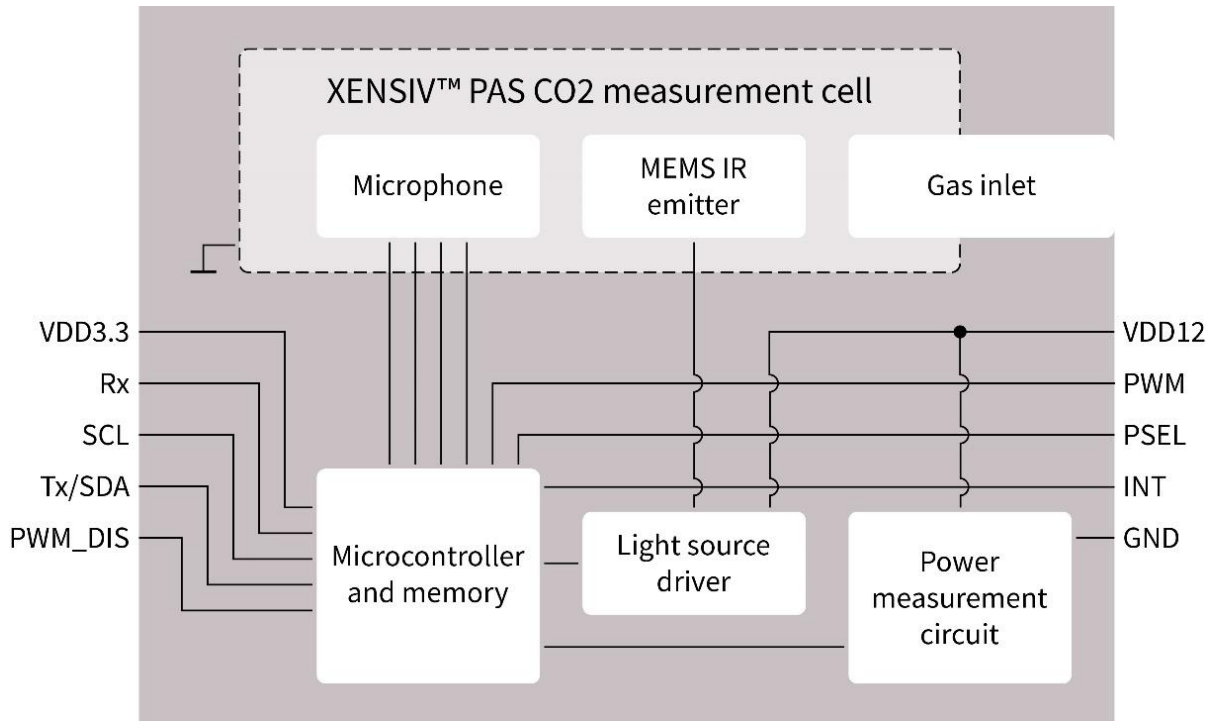 XENSIV™ PAS CO2 measurement cell
Microphone
MEMS IR
emitter
Gas inlet
VDD3.3
Rx
SCL
Tx/SDA
PWM_DIS
VDD12
PWM
PSEL
INT
GND
Microcontroller
and memory
Light source
driver
Power
measurement
circuit